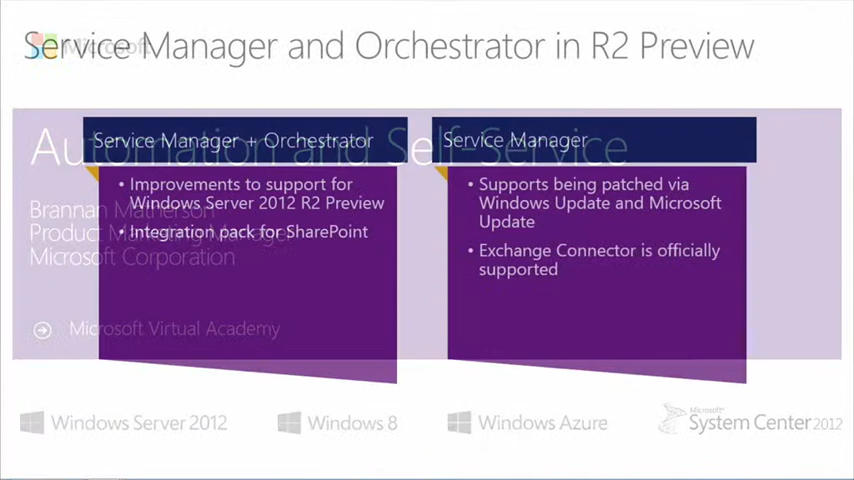 Service Manager and Orchestrator in R2 Preview
Microsoft
Automation and Self-Service
Service Manager + Orchestrator
• Improvements to support for
Windows Server 2012 R2 Preview
• Integration pack for SharePoint
Service Manager
• Supports being patched via
Windows Update and Microsoft
Update
• Exchange Connector is officially
supported
Brannan Matherson
Product Marketing Manager
Microsoft Corporation
Microsoft Virtual Academy
Windows Server 2012
Windows 8
Windows Azure
Microsoft
System Center 2012